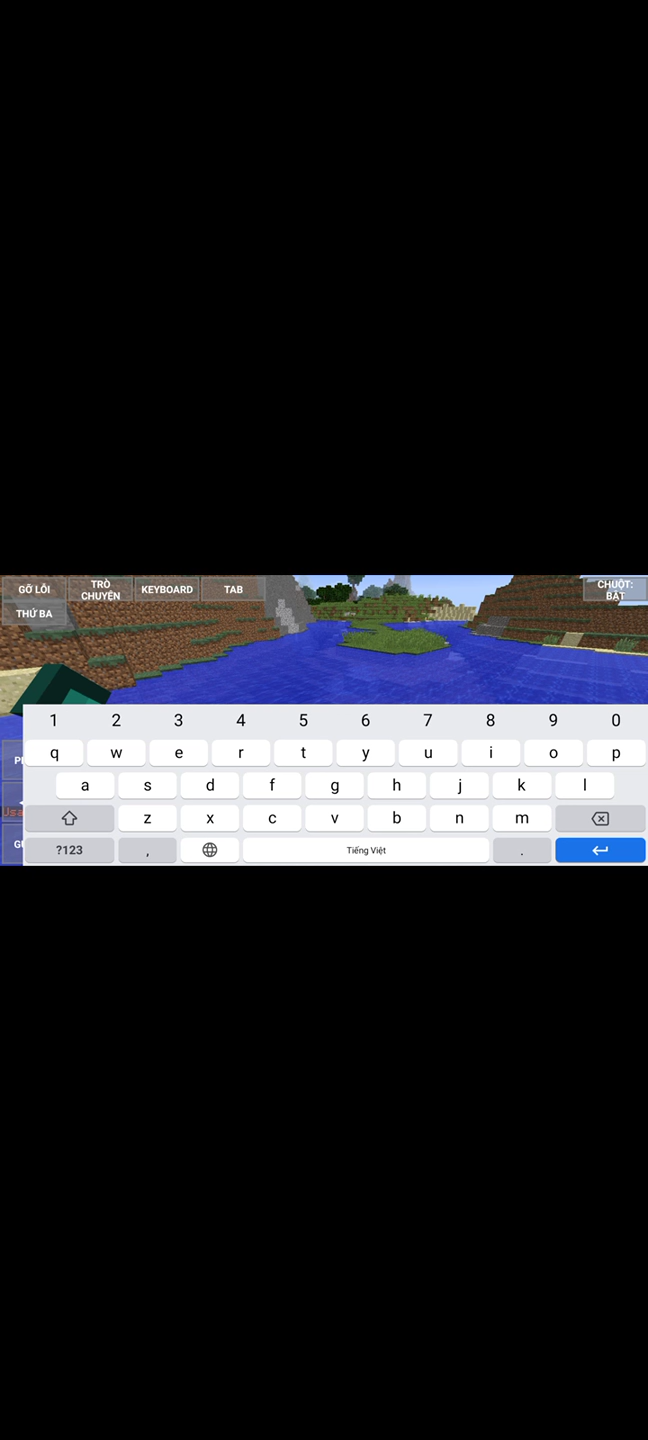 GỠ LỖI
TRÒ CHUYỆN
KEYBOARD
TAB
CHUỘT: BẬT
THỨ BA
1 2 3 4 5 6 7 8 9 0
q w e r t y u i o p
a s d f g h j k l
z x c v b n m
?123 , Tiếng Việt .